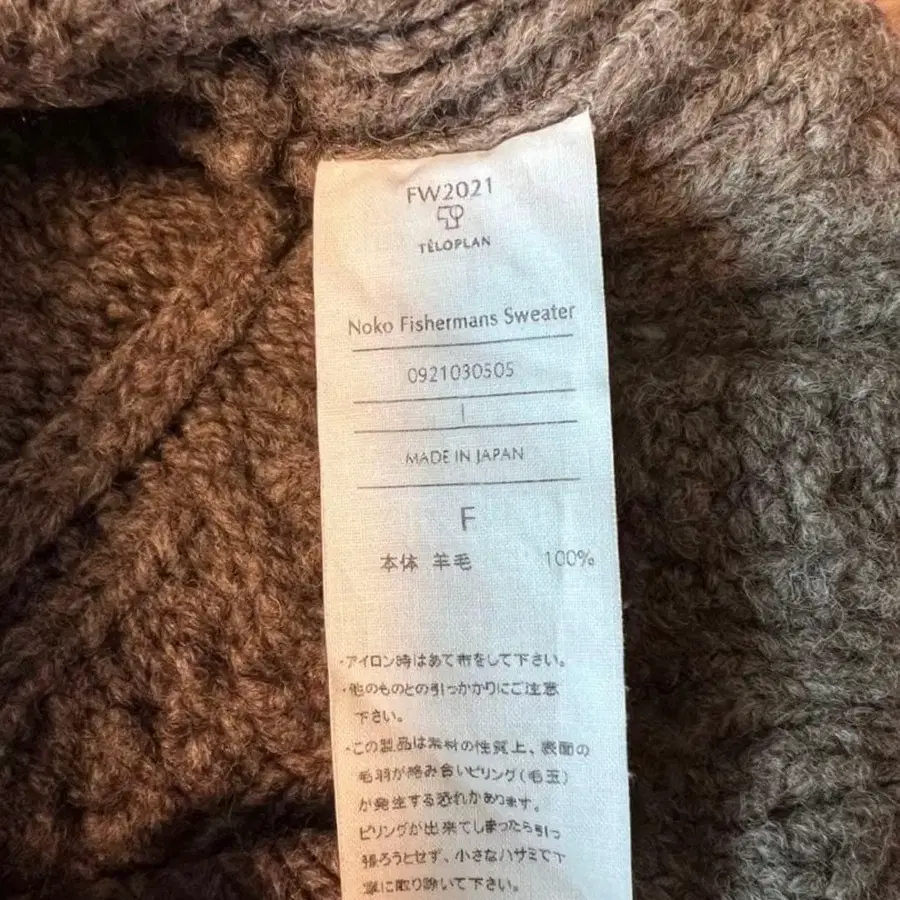 FW2021
TĒLOPLAN
Noko Fishermans Sweater
0921030505
|
MADE IN JAPAN
F
本体 羊毛 100%
・アイロン時はあて布をして下さい。
・他のものとの引っかかりにご注意
下さい。
・この製品は素材の性質上、表面の
毛羽が絡み合いピリング(毛玉)
が発生する恐れがあります。
ピリングが出来てしまったら引っ
張ろうとせず、小さなハサミで丁
寧に取り除いて下さい。